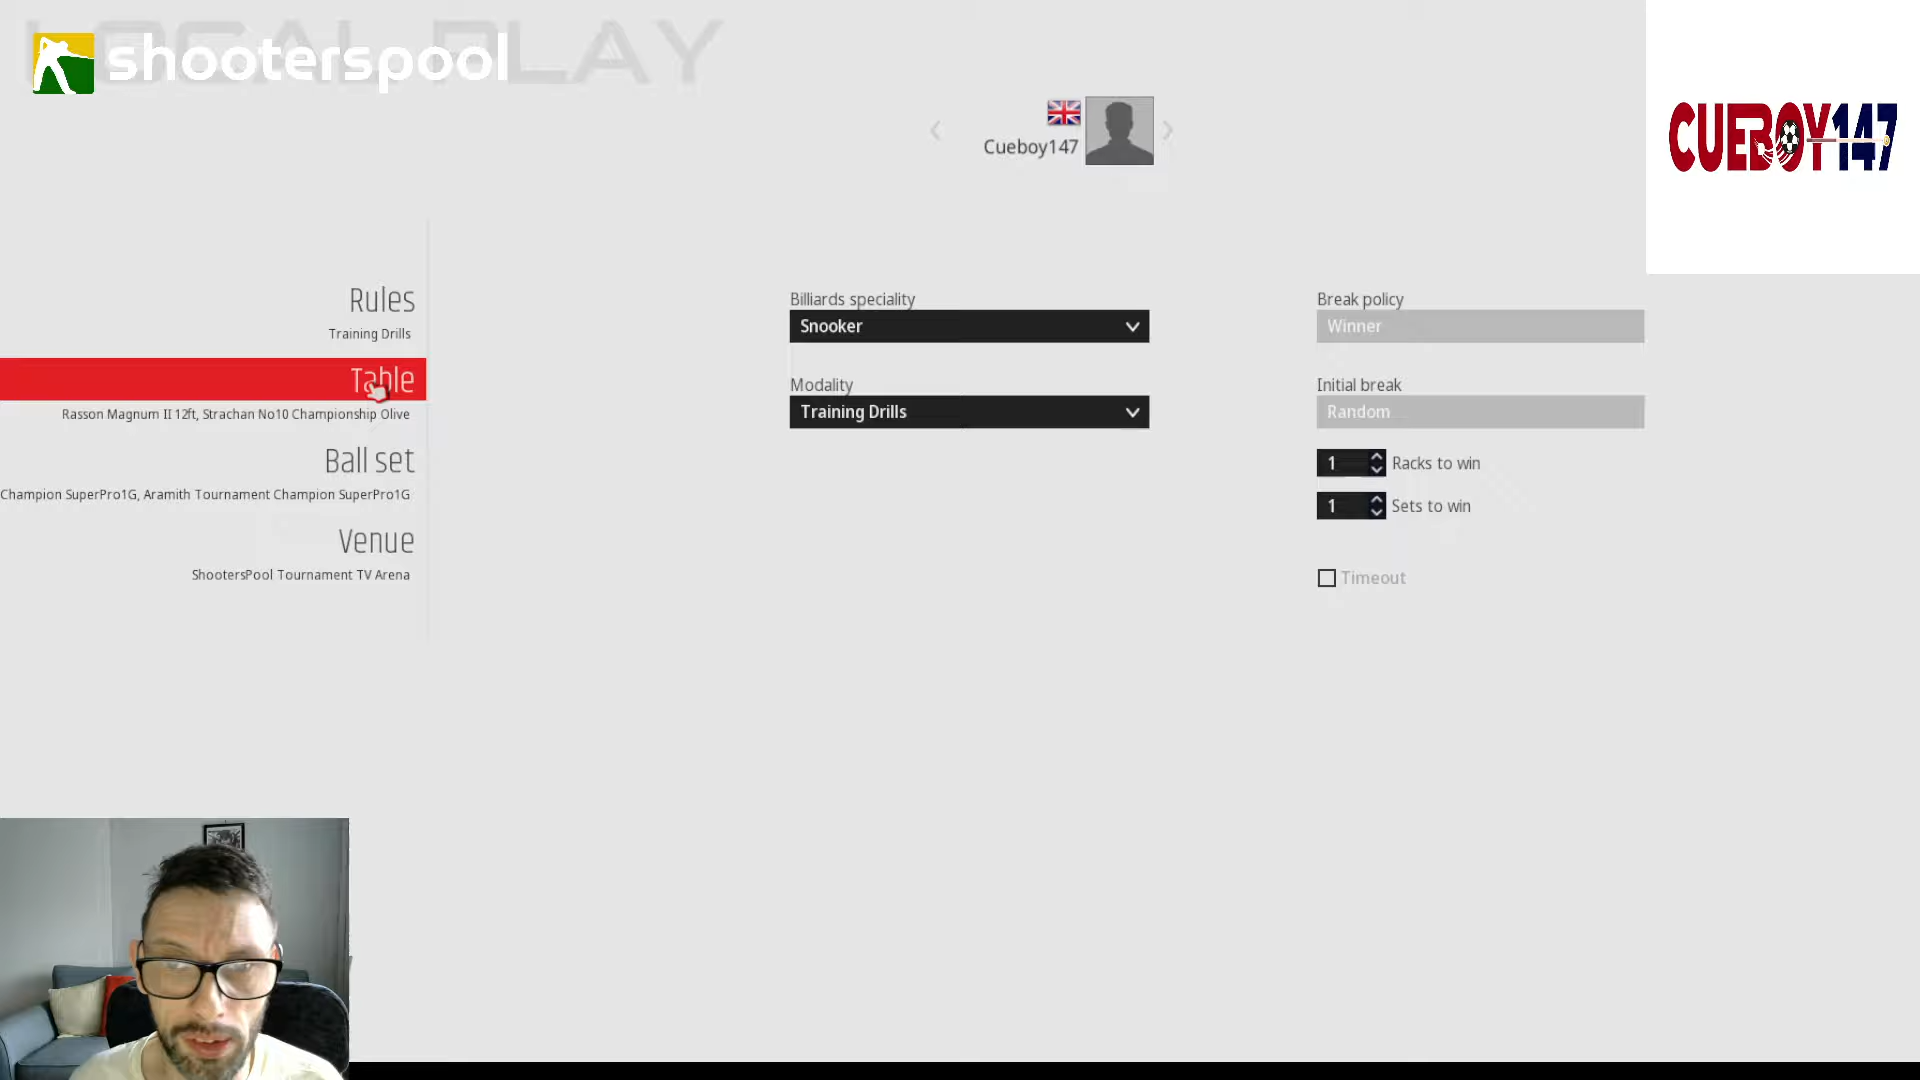 LOCAL PLAY
shooterspool
Cueboy147
CUEBOY147
Rules
Training Drills
Table
Rasson Magnum II 12ft, Strachan No10 Championship Olive
Ball set
Champion SuperPro1G, Aramith Tournament Champion SuperPro1G
Venue
ShootersPool Tournament TV Arena
Billiards speciality
Snooker
Modality
Training Drills
Break policy
Winner
Initial break
Random
1 Racks to win
1 Sets to win
Timeout